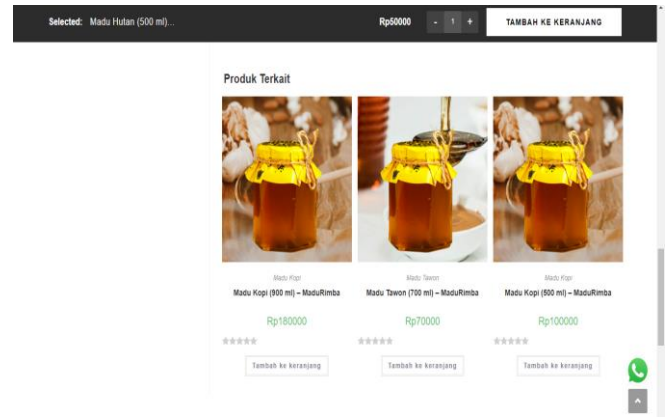 Selected: Madu Hutan (500 ml)... Rp50000 - 1 + TAMBAH KE KERANJANG
Produk Terkait
Madu Kopi Madu Tawon Madu Kopi
Madu Kopi (900 ml) – MaduRimba Madu Tawon (700 ml) – MaduRimba Madu Kopi (500 ml) – MaduRimba
Rp180000 Rp70000 Rp100000
Tambah ke keranjang Tambah ke keranjang Tambah ke keranjang